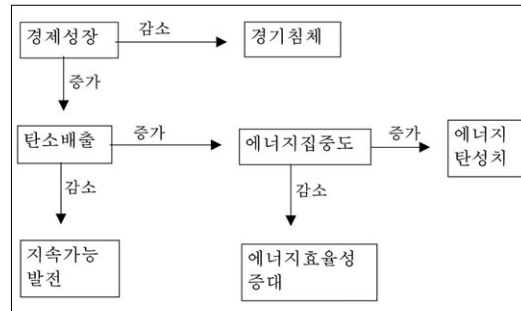 경제성장
감소
경기침체
증가
탄소배출
증가
에너지집중도
증가
에너지
탄성치
감소
감소
지속가능
발전
에너지효율성
증대